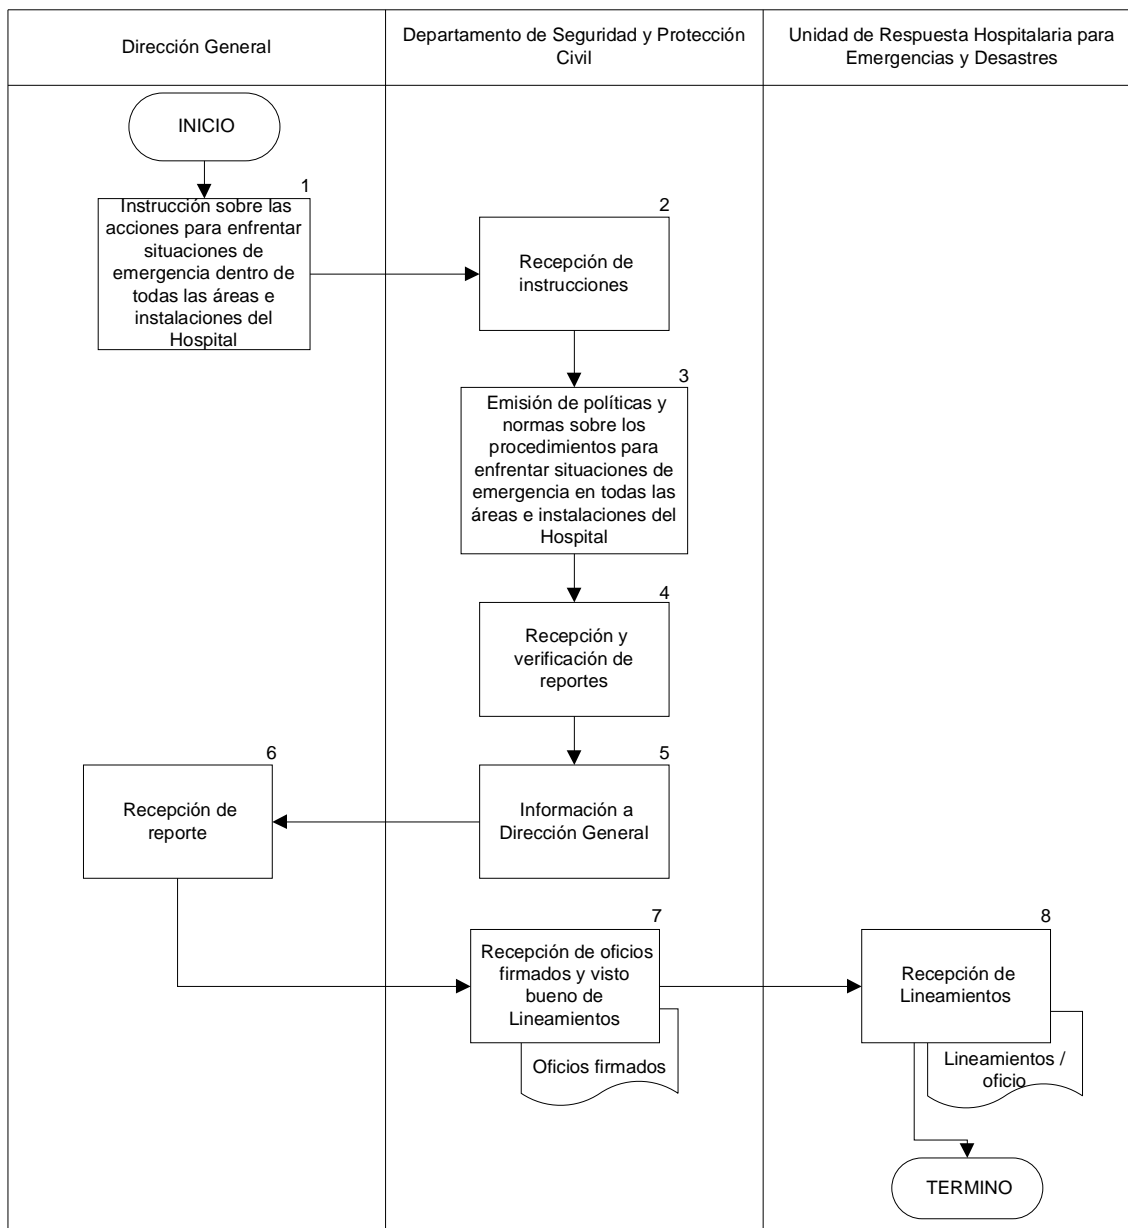 Dirección General
Departamento de Seguridad y Protección
Civil
Unidad de Respuesta Hospitalaria para
Emergencias y Desastres
INICIO
1
Instrucción sobre las
acciones para enfrentar
situaciones de
emergencia dentro de
todas las áreas e
instalaciones del
Hospital
2
Recepción de
instrucciones
3
Emisión de políticas y
normas sobre los
procedimientos para
enfrentar situaciones de
emergencia en todas las
áreas e instalaciones del
Hospital
4
Recepción y
verificación de
reportes
5
Información a
Dirección General
6
Recepción de
reporte
7
Recepción de oficios
firmados y visto
bueno de
Lineamientos
Oficios firmados
8
Recepción de
Lineamientos
Lineamientos /
oficio
TERMINO